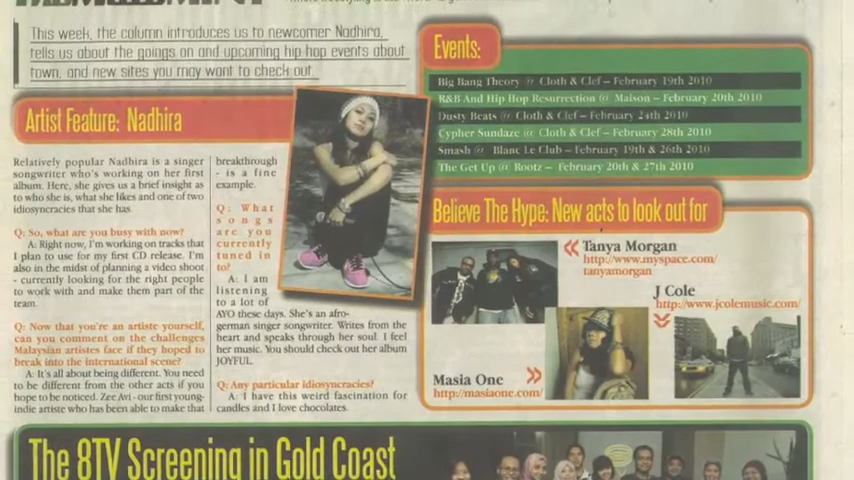 This week, the column introduces us to newcomer Nadhira,
tells us about the goings on and upcoming hip hop events about
town, and new sites you may want to check out.
Artist Feature: Nadhira
Relatively popular Nadhira is a singer
songwriter who's working on her first
album. Here, she gives us a brief insight as
to who she is, what she likes and one of two
idiosyncracies that she has.
Q: So, what are you busy with now?
A: Right now, I'm working on tracks that
I plan to use for my first CD release. I'm
also in the midst of planning a video shoot
- currently looking for the right people
to work with and make them part of the
team.
Q: Now that you're an artiste yourself,
can you comment on the challenges
Malaysian artistes face if they hoped to
break into the international scene?
A: It's all about being different. You need
to be different from the other acts if you
hope to be noticed. Zee Avi - our first young-
indie artiste who has been able to make that
breakthrough
- is a fine
example.
Q: What
songs
are you
currently
tuned in
to?
A: I am
listening
to a lot of
AYO these days. She's an afro-
german singer songwriter. Writes from the
heart and speaks through her soul. I feel
her music. You should check out her album
JOYFUL.
Q: Any particular idiosyncracies?
A: I have this weird fascination for
candles and I love chocolates.
Events:
Big Bang Theory @ Cloth & Clef – February 19th 2010
R&B And Hip Hop Resurrection @ Maison – February 20th 2010
Dusty Beats @ Cloth & Clef – February 24th 2010
Cypher Sundaze @ Cloth & Clef – February 28th 2010
Smash @ Blanc Le Club – February 19th & 26th 2010
The Get Up @ Rootz – February 20th & 27th 2010
Believe The Hype: New acts to look out for
Tanya Morgan
http://www.myspace.com/
tanyamorgan
J Cole
http://www.jcolemusic.com/
Masia One
http://masiaone.com/
The 8TV Screening in Gold Coast